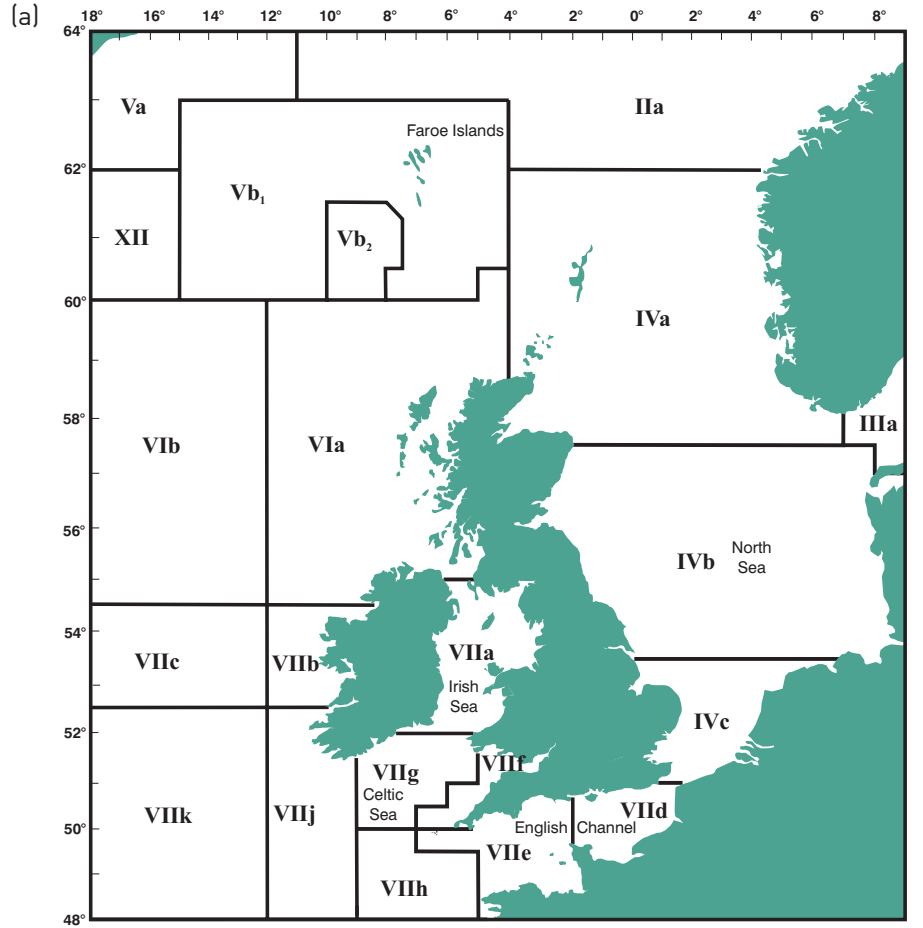 (a)
18° 16° 14° 12° 10° 8° 6° 4° 2° 0° 2° 4° 6° 8°
64°
Va
IIa
Faroe Islands
62°
Vb₁
XII
Vb₂
60°
IVa
58°
IIIa
VIb
VIa
56°
IVb
North
Sea
54°
VIIc
VIIb
VIIa
Irish
Sea
IVc
52°
VIIg
VIIf
Celtic
Sea
VIIk
VIIj
VIId
50°
English
Channel
VIIe
VIIh
48°